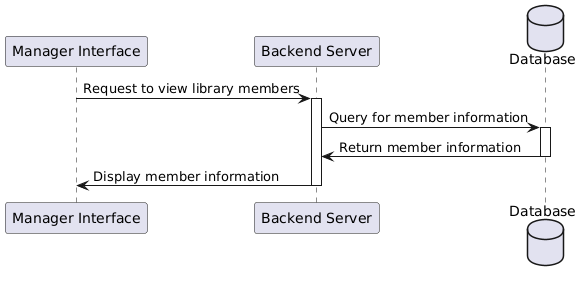 Database
Manager Interface
Backend Server
Request to view library members
Query for member information
Return member information
Display member information
Manager Interface
Backend Server
Database